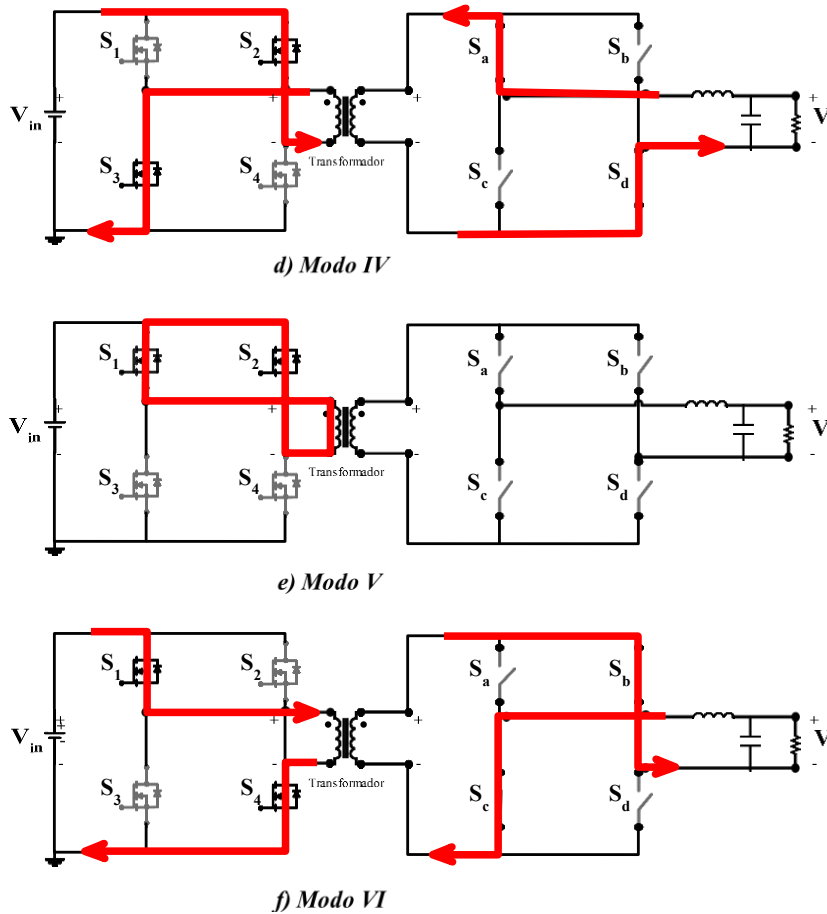 S1 S2 Sa Sb
Vin + - + - + - + V -
S3 S4 Transformador Sc Sd
d) Modo IV
S1 S2 Sa Sb
Vin + - + - + - + V -
S3 S4 Transformador Sc Sd
e) Modo V
S1 S2 Sa Sb
Vin + - + - + - + V -
S3 S4 Transformador Sc Sd
f) Modo VI